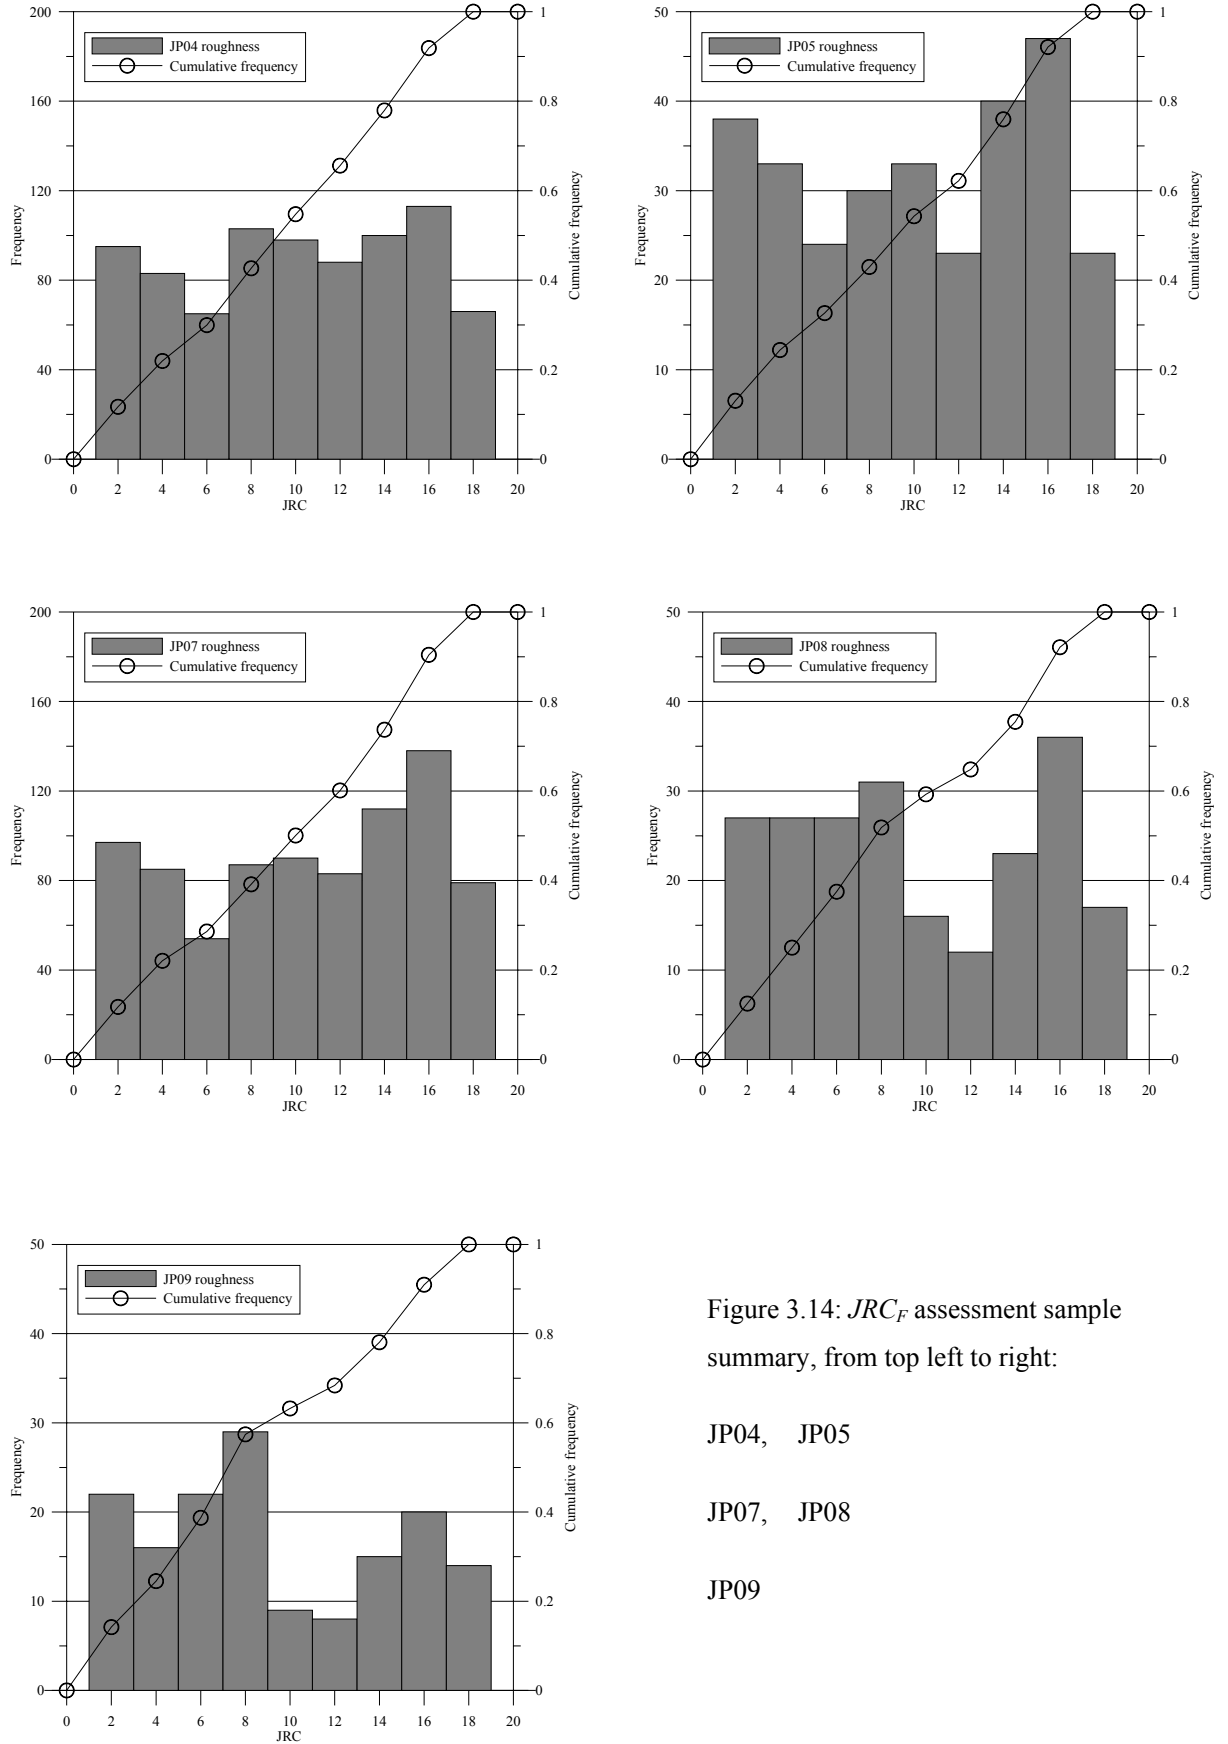 200
160
120
80
40
0
Frequency
JP04 roughness
Cumulative frequency
1
0.8
0.6
0.4
0.2
0
Cumulative frequency
0 2 4 6 8 10 12 14 16 18 20
JRC
50
40
30
20
10
0
Frequency
JP05 roughness
Cumulative frequency
1
0.8
0.6
0.4
0.2
0
Cumulative frequency
0 2 4 6 8 10 12 14 16 18 20
JRC
200
160
120
80
40
0
Frequency
JP07 roughness
Cumulative frequency
1
0.8
0.6
0.4
0.2
0
Cumulative frequency
0 2 4 6 8 10 12 14 16 18 20
JRC
50
40
30
20
10
0
Frequency
JP08 roughness
Cumulative frequency
1
0.8
0.6
0.4
0.2
0
Cumulative frequency
0 2 4 6 8 10 12 14 16 18 20
JRC
50
40
30
20
10
0
Frequency
JP09 roughness
Cumulative frequency
1
0.8
0.6
0.4
0.2
0
Cumulative frequency
0 2 4 6 8 10 12 14 16 18 20
JRC
Figure 3.14: JRC_F assessment sample
summary, from top left to right:
JP04, JP05
JP07, JP08
JP09